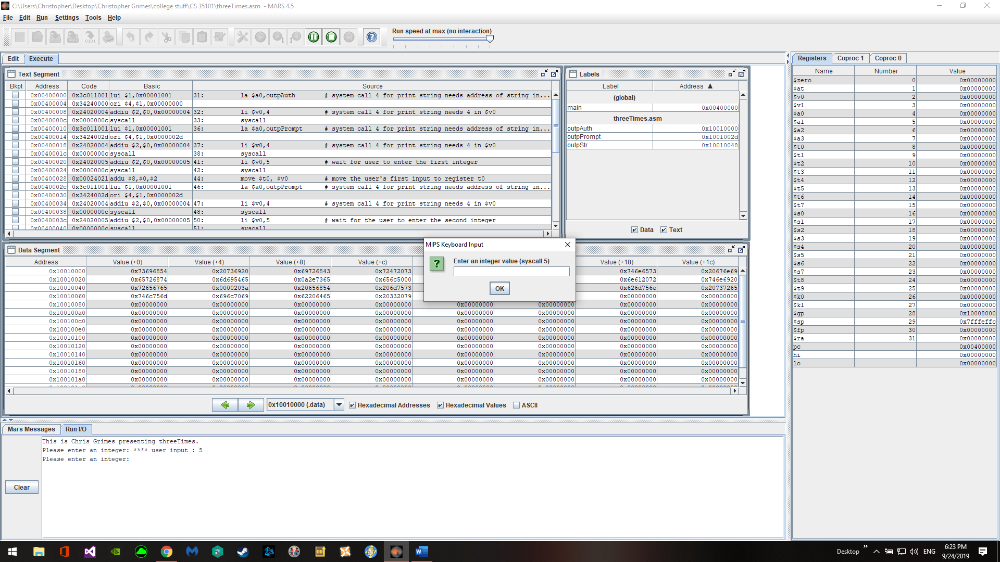 C:\Users\Christopher\Desktop\Christopher Grimes\college stuff\CS 35101\threeTimes.asm - MARS 4.5
File Edit Run Settings Tools Help
Run speed at max (no interaction)
Edit Execute
Text Segment
Bkpt Address Code Basic Source
0x00400000 0x3c011001 lui $1,0x00001001 31: la $a0,outpAuth # system call 4 for print string needs address of string in...
0x00400004 0x34240000 ori $4,$1,0x00000000
0x00400008 0x24020004 addiu $2,$0,0x00000004 32: li $v0,4 # system call 4 for print string needs 4 in $v0
0x0040000c 0x0000000c syscall 33: syscall
0x00400010 0x3c011001 lui $1,0x00001001 36: la $a0,outpPrompt # system call 4 for print string needs address of string in...
0x00400014 0x3424002d ori $4,$1,0x0000002d
0x00400018 0x24020004 addiu $2,$0,0x00000004 37: li $v0,4 # system call 4 for print string needs 4 in $v0
0x0040001c 0x0000000c syscall 38: syscall
0x00400020 0x24020005 addiu $2,$0,0x00000005 41: li $v0,5 # wait for user to enter the first integer
0x00400024 0x0000000c syscall 42: syscall
0x00400028 0x00024021 addu $8,$0,$2 44: move $t0, $v0 # move the user's first input to register t0
0x0040002c 0x3c011001 lui $1,0x00001001 46: la $a0,outpPrompt # system call 4 for print string needs address of string in...
0x00400030 0x3424002d ori $4,$1,0x0000002d
0x00400034 0x24020004 addiu $2,$0,0x00000004 47: li $v0,4 # system call 4 for print string needs 4 in $v0
0x00400038 0x0000000c syscall 48: syscall
0x0040003c 0x24020005 addiu $2,$0,0x00000005 50: li $v0,5 # wait for the user to enter the second integer
0x00400040 0x0000000c syscall 51: syscall
Labels
Label Address ▲
(global)
main 0x00400000
threeTimes.asm
outpAuth 0x10010000
outpPrompt 0x1001002d
outpStr 0x10010048
Data Text
Data Segment
Address Value (+0) Value (+4) Value (+8) Value (+c) Value (+18) Value (+1c)
0x10010000 0x73696854 0x20736920 0x69726843 0x72472073 0x746e6573 0x20676e69
0x10010020 0x65726874 0x6d695465 0x0a2e7365 0x656c5000 0x6e612072 0x746e6920
0x10010040 0x72656765 0x0000203a 0x20656854 0x206d7573 0x626d756e 0x20737265
0x10010060 0x746c756d 0x696c7069 0x62206465 0x20332079 0x00000000 0x00000000
0x10010080 0x00000000 0x00000000 0x00000000 0x00000000 0x00000000 0x00000000 0x00000000 0x00000000
0x100100a0 0x00000000 0x00000000 0x00000000 0x00000000 0x00000000 0x00000000 0x00000000 0x00000000
0x100100c0 0x00000000 0x00000000 0x00000000 0x00000000 0x00000000 0x00000000 0x00000000 0x00000000
0x100100e0 0x00000000 0x00000000 0x00000000 0x00000000 0x00000000 0x00000000 0x00000000 0x00000000
0x10010100 0x00000000 0x00000000 0x00000000 0x00000000 0x00000000 0x00000000 0x00000000 0x00000000
0x10010120 0x00000000 0x00000000 0x00000000 0x00000000 0x00000000 0x00000000 0x00000000 0x00000000
0x10010140 0x00000000 0x00000000 0x00000000 0x00000000 0x00000000 0x00000000 0x00000000 0x00000000
0x10010160 0x00000000 0x00000000 0x00000000 0x00000000 0x00000000 0x00000000 0x00000000 0x00000000
0x10010180 0x00000000 0x00000000 0x00000000 0x00000000 0x00000000 0x00000000 0x00000000 0x00000000
0x100101a0 0x00000000 0x00000000 0x00000000 0x00000000 0x00000000 0x00000000 0x00000000 0x00000000
0x10010000 (.data) Hexadecimal Addresses Hexadecimal Values ASCII
MIPS Keyboard Input
Enter an integer value (syscall 5)
OK
Mars Messages Run I/O
This is Chris Grimes presenting threeTimes.
Please enter an integer: **** user input : 5
Please enter an integer:
Clear
Registers Coproc 1 Coproc 0
Name Number Value
$zero 0 0x00000000
$at 1 0x00000000
$v0 2 0x00000000
$v1 3 0x00000000
$a0 4 0x00000000
$a1 5 0x00000000
$a2 6 0x00000000
$a3 7 0x00000000
$t0 8 0x00000000
$t1 9 0x00000000
$t2 10 0x00000000
$t3 11 0x00000000
$t4 12 0x00000000
$t5 13 0x00000000
$t6 14 0x00000000
$t7 15 0x00000000
$s0 16 0x00000000
$s1 17 0x00000000
$s2 18 0x00000000
$s3 19 0x00000000
$s4 20 0x00000000
$s5 21 0x00000000
$s6 22 0x00000000
$s7 23 0x00000000
$t8 24 0x00000000
$t9 25 0x00000000
$k0 26 0x00000000
$k1 27 0x00000000
$gp 28 0x10008000
$sp 29 0x7fffeffc
$fp 30 0x00000000
$ra 31 0x00000000
pc 0x00400000
hi 0x00000000
lo 0x00000000
Desktop ENG 6:23 PM
9/24/2019